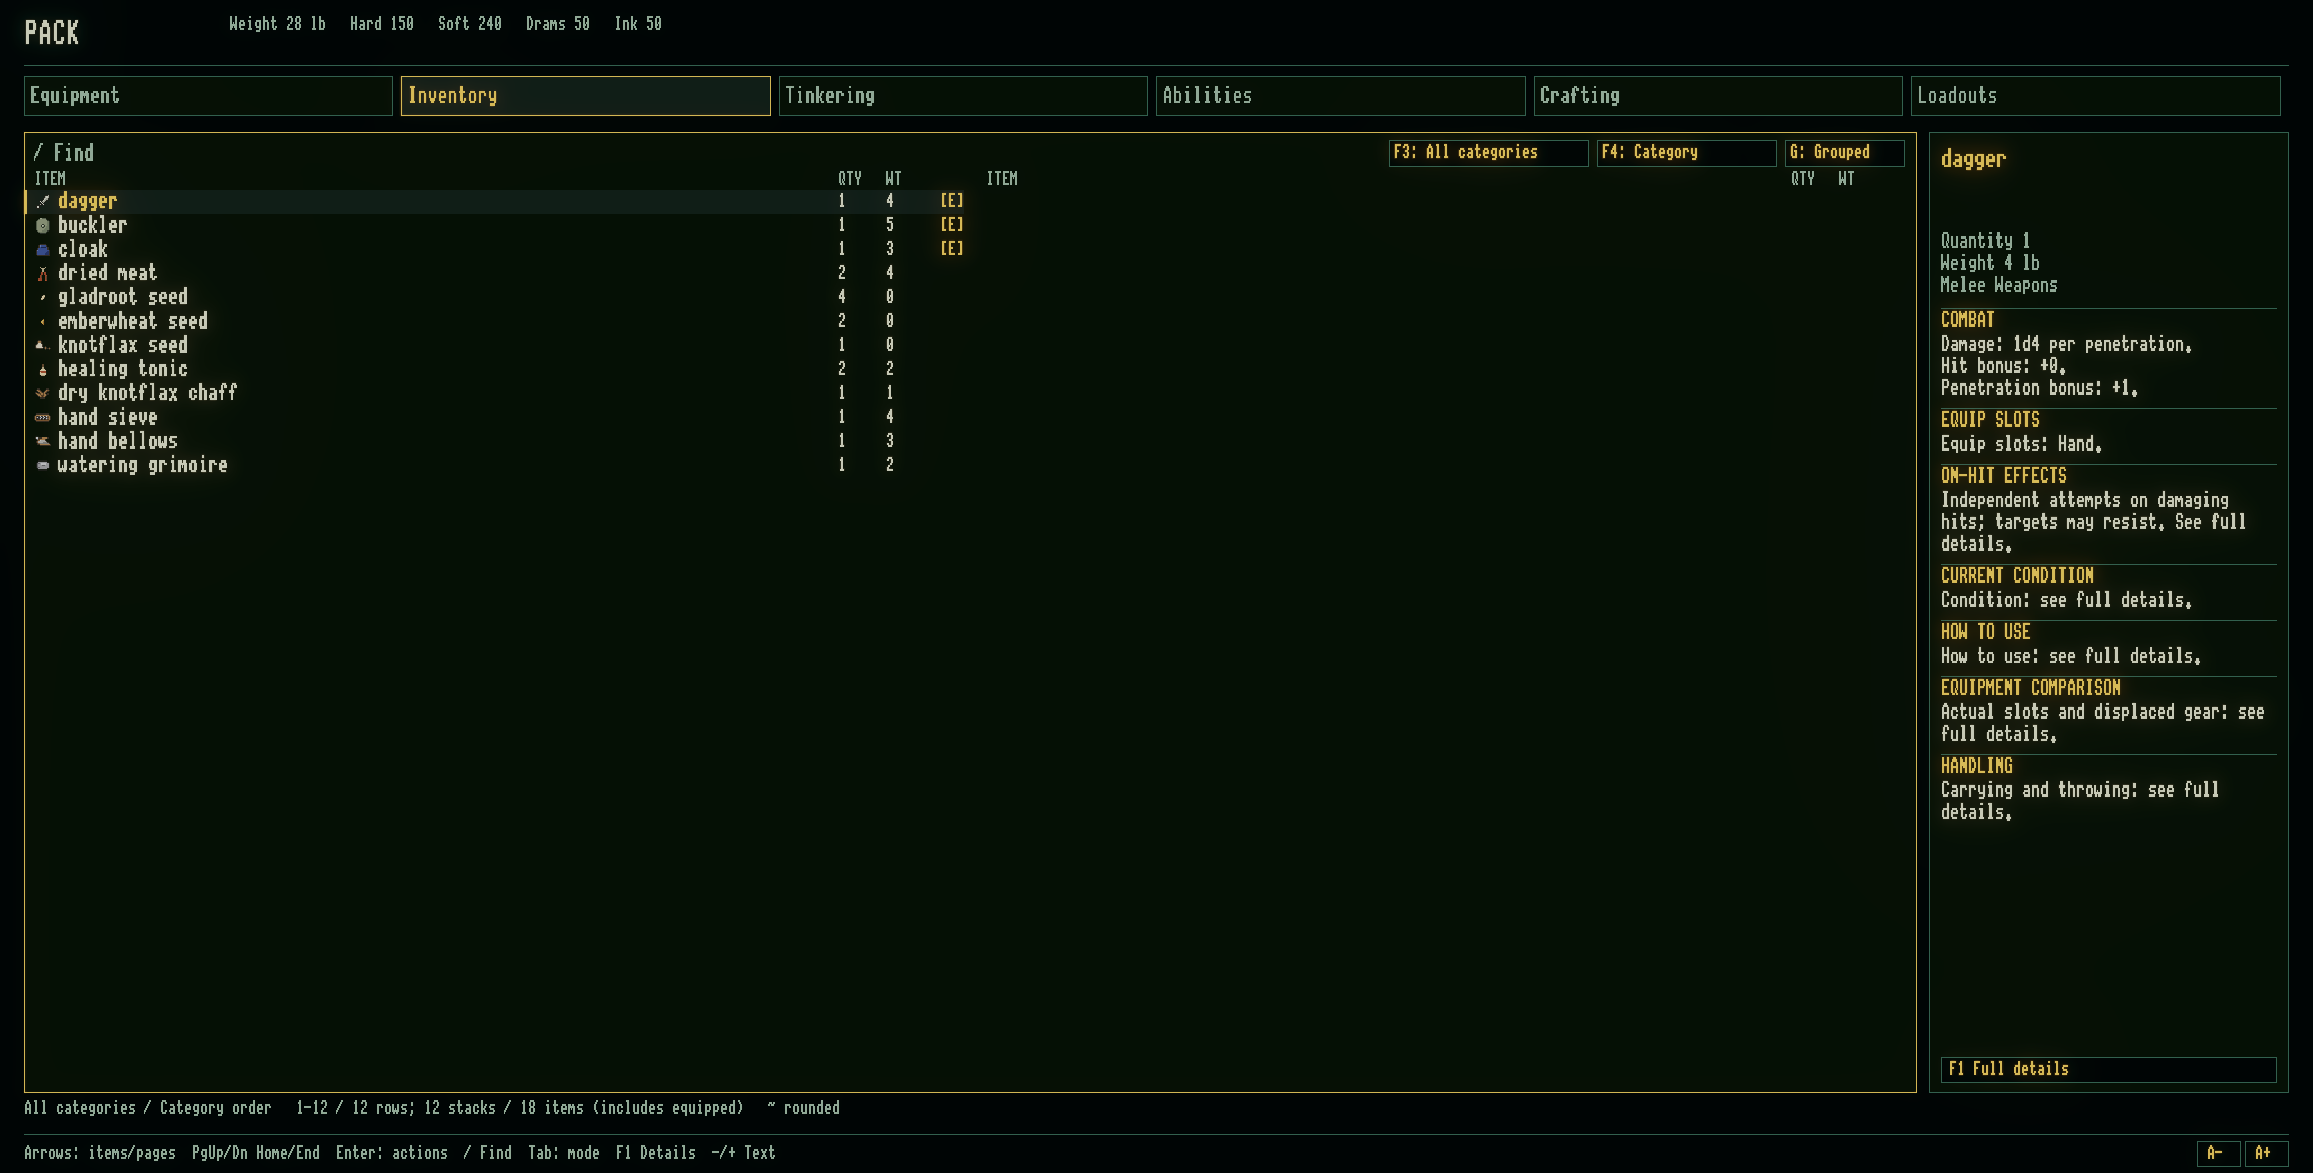 PACK
Weight 28 lb   Hard 150   Soft 240   Drams 50   Ink 50
Equipment   Inventory   Tinkering   Abilities   Crafting   Loadouts
/ Find   F3: All categories   F4: Category   G: Grouped
ITEM   QTY   WT   ITEM   QTY   WT
dagger   1   4   [E]
buckler   1   5   [E]
cloak   1   3   [E]
dried meat   2   4
gladroot seed   4   0
emberwheat seed   2   0
knotflax seed   1   0
healing tonic   2   2
dry knotflax chaff   1   1
hand sieve   1   4
hand bellows   1   3
watering grimoire   1   2
dagger
Quantity 1
Weight 4 lb
Melee Weapons
COMBAT
Damage: 1d4 per penetration.
Hit bonus: +0.
Penetration bonus: +1.
EQUIP SLOTS
Equip slots: Hand.
ON-HIT EFFECTS
Independent attempts on damaging
hits; targets may resist. See full
details.
CURRENT CONDITION
Condition: see full details.
HOW TO USE
How to use: see full details.
EQUIPMENT COMPARISON
Actual slots and displaced gear: see
full details.
HANDLING
Carrying and throwing: see full
details.
F1 Full details
All categories / Category order   1-12 / 12 rows; 12 stacks / 18 items (includes equipped)   ~ rounded
Arrows: items/pages   PgUp/Dn Home/End   Enter: actions   / Find   Tab: mode   F1 Details   -/+ Text
A-   A+